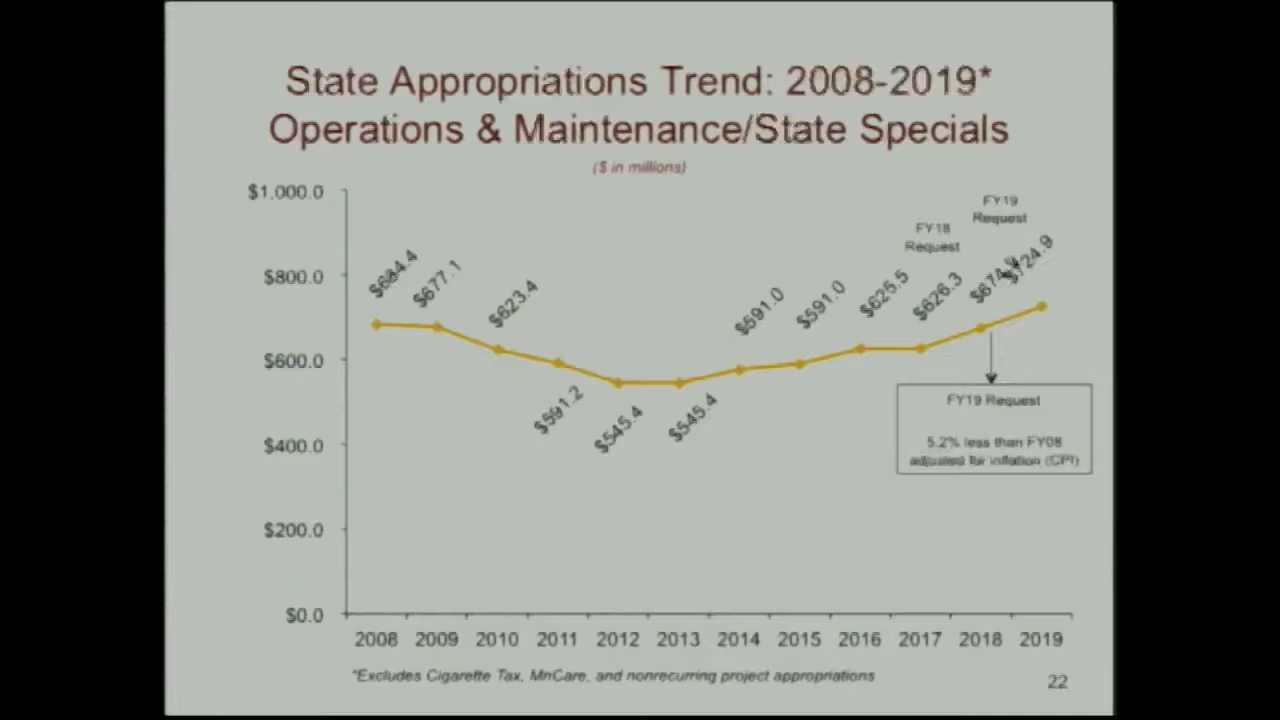 State Appropriations Trend: 2008-2019*
Operations & Maintenance/State Specials
($ in millions)
$1,000.0
$800.0
$600.0
$400.0
$200.0
$0.0
$684.4
$677.1
$623.4
$591.2
$545.4
$545.4
$591.0
$591.0
$625.5
$626.3
$674.9
$724.9
FY18
Request
FY19
Request
FY19 Request
5.2% less than FY08
adjusted for inflation (CPI)
2008 2009 2010 2011 2012 2013 2014 2015 2016 2017 2018 2019
*Excludes Cigarette Tax, MnCare, and nonrecurring project appropriations
22